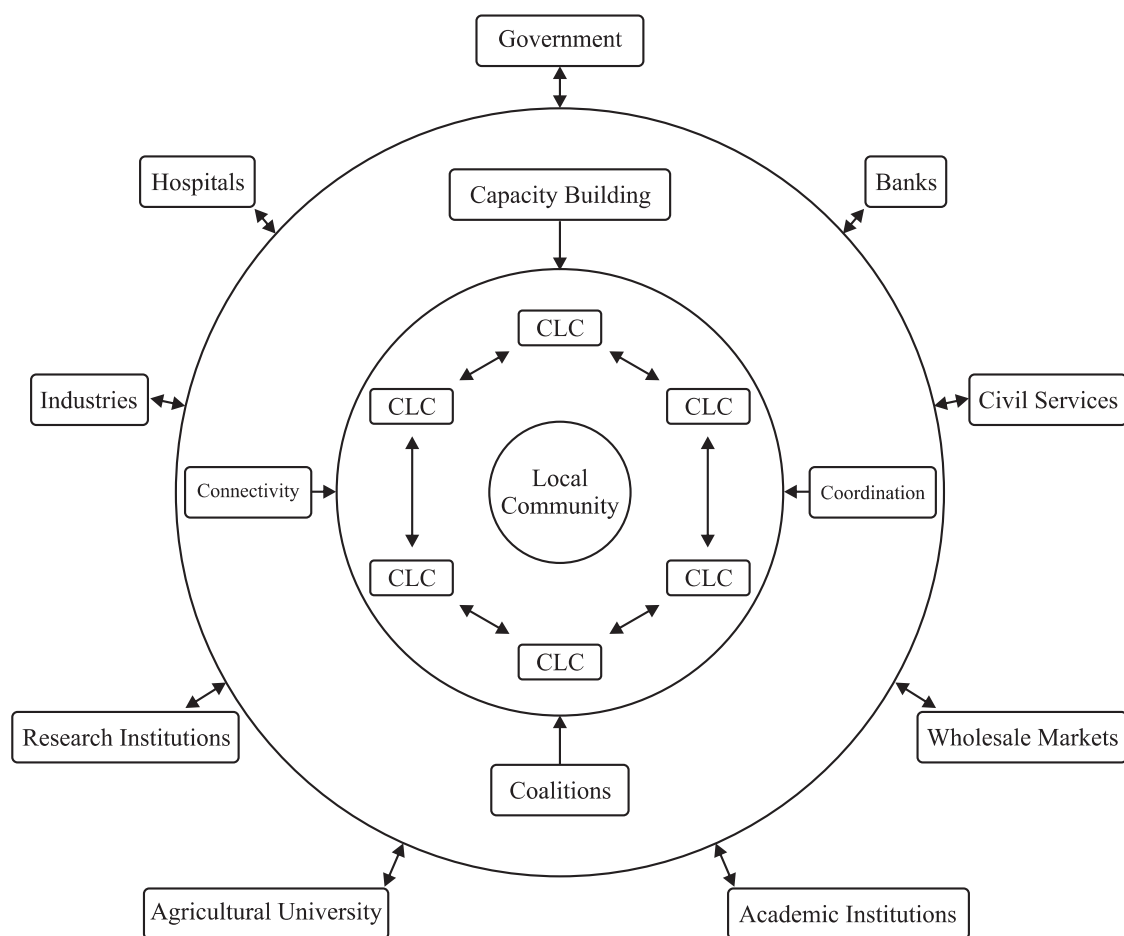 Government
Hospitals
Banks
Capacity Building
CLC
Industries
CLC
CLC
Civil Services
Connectivity
Local
Community
Coordination
CLC
CLC
CLC
Research Institutions
Wholesale Markets
Coalitions
Agricultural University
Academic Institutions